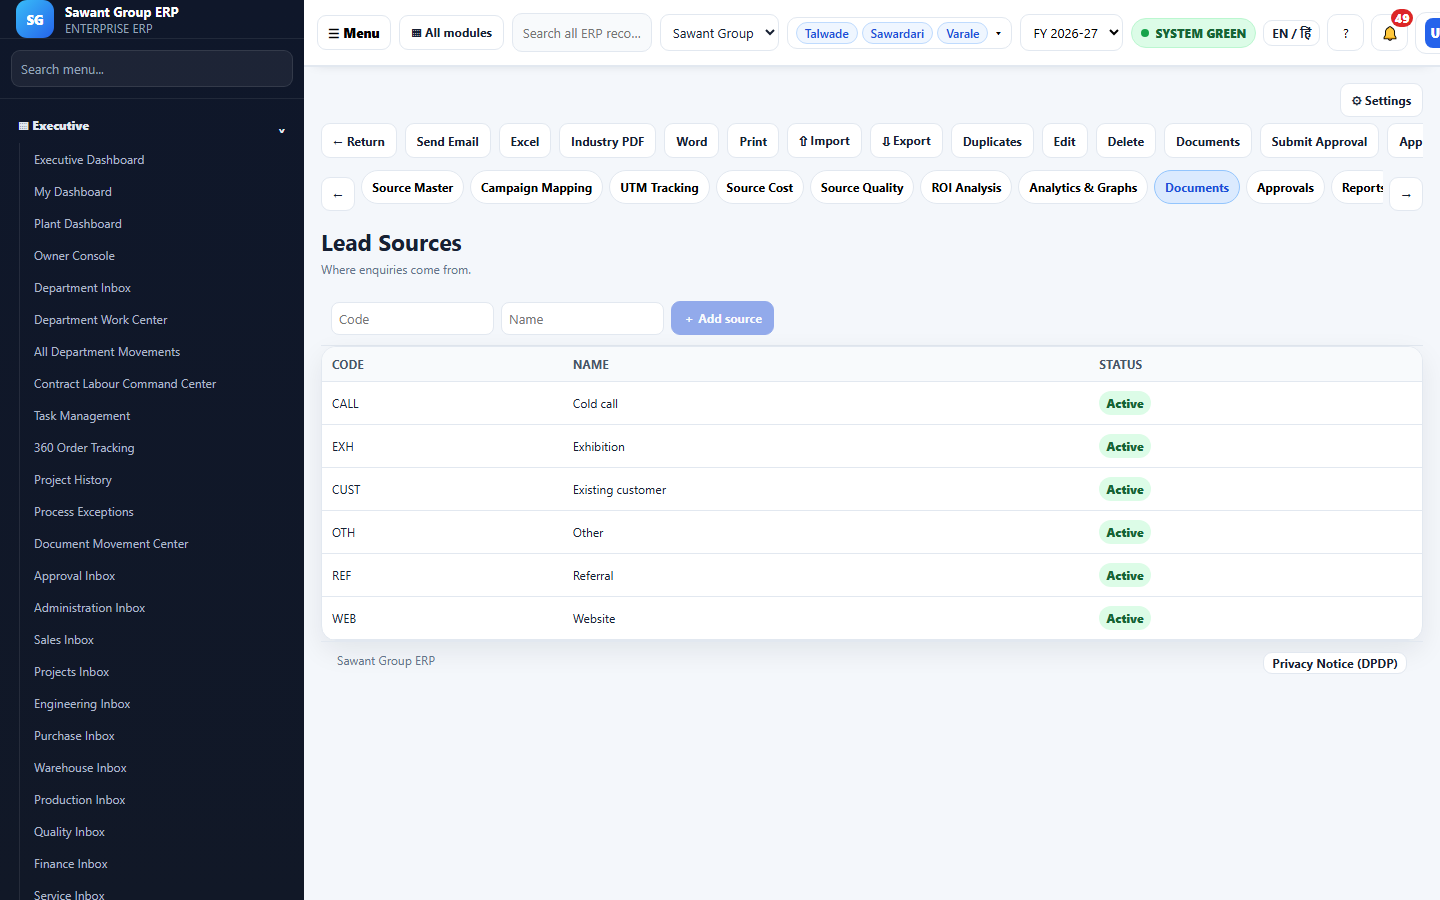 SG
Sawant Group ERP
ENTERPRISE ERP
Search menu...
Executive
Executive Dashboard
My Dashboard
Plant Dashboard
Owner Console
Department Inbox
Department Work Center
All Department Movements
Contract Labour Command Center
Task Management
360 Order Tracking
Project History
Process Exceptions
Document Movement Center
Approval Inbox
Administration Inbox
Sales Inbox
Projects Inbox
Engineering Inbox
Purchase Inbox
Warehouse Inbox
Production Inbox
Quality Inbox
Finance Inbox
Service Inbox
☰ Menu
All modules
Search all ERP reco...
Sawant Group
Talwade
Sawardari
Varale
FY 2026-27
SYSTEM GREEN
EN / हिं
?
49
U
⚙ Settings
← Return
Send Email
Excel
Industry PDF
Word
Print
⇧ Import
⇩ Export
Duplicates
Edit
Delete
Documents
Submit Approval
App
←
Source Master
Campaign Mapping
UTM Tracking
Source Cost
Source Quality
ROI Analysis
Analytics & Graphs
Documents
Approvals
Reports
→
Lead Sources
Where enquiries come from.
Code
Name
+ Add source
CODE NAME STATUS
CALL Cold call Active
EXH Exhibition Active
CUST Existing customer Active
OTH Other Active
REF Referral Active
WEB Website Active
Sawant Group ERP
Privacy Notice (DPDP)